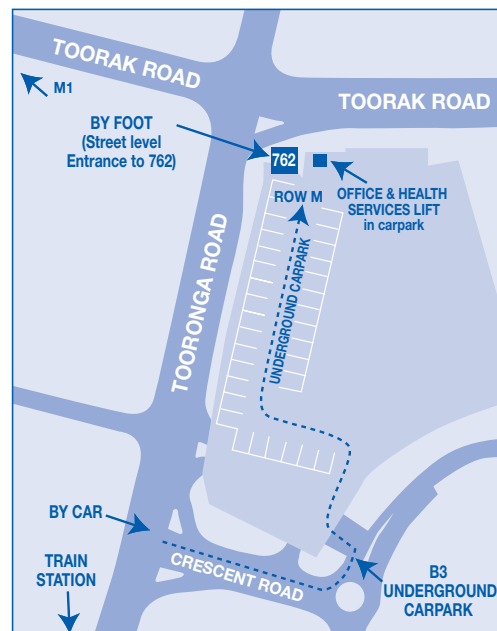 TOORAK ROAD
M1
TOORAK ROAD
BY FOOT
(Street level
Entrance to 762)
762
ROW M
OFFICE & HEALTH
SERVICES LIFT
in carpark
TOORONGA ROAD
UNDERGROUND CARPARK
BY CAR
CRESCENT ROAD
TRAIN
STATION
B3
UNDERGROUND
CARPARK